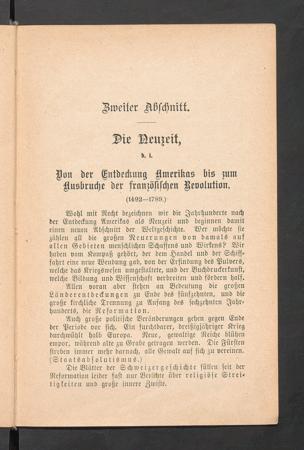 Zweiter Abschnitt.
Die Neuzeit,
d. i.
Von der Entdeckung Amerikas bis zum
Ausbruche der französischen Revolution.
(1492—1789.)
Wohl mit Recht bezeichnen wir die Jahrhunderte nach
der Entdeckung Amerikas als Neuzeit und beginnen damit
einen neuen Abschnitt der Weltgeschichte. Wer möchte sie
zählen all die großen Neuerungen von damals auf
allen Gebieten menschlichen Schaffens und Wirkens? Wir
haben vom Kompaß gehört, der dem Handel und der Schiff-
fahrt eine neue Wendung gab, von der Erfindung des Pulvers,
welche das Kriegswesen umgestaltete, und der Buchdruckerkunst,
welche Bildung und Wissenschaft verbreiten und fördern half.
Allen voran aber stehen an Bedeutung die großen
Länderentdeckungen zu Ende des fünfzehnten, und die
große kirchliche Trennung zu Anfang des sechzehnten Jahr-
hunderts, die Reformation.
Auch große politische Veränderungen gehen gegen Ende
der Periode vor sich. Ein furchtbarer, dreißigjähriger Krieg
durchwühlt halb Europa. Neue, gewaltige Reiche blühen
empor, während alte zu Grabe getragen werden. Die Fürsten
streben immer mehr darnach, alle Gewalt auf sich zu vereinen.
(Staatsabsolutismus.)
Die Blätter der Schweizergeschichte füllen seit der
Reformation leider fast nur Berichte über religiöse Strei-
tigkeiten und große innere Zwiste.